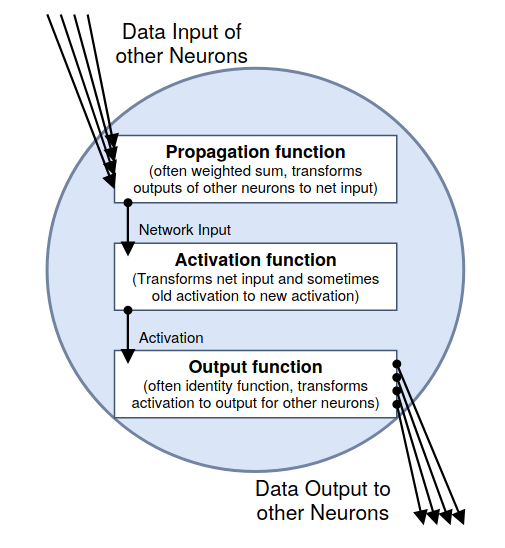 Data Input of
other Neurons
Propagation function
(often weighted sum, transforms
outputs of other neurons to net input)
Network Input
Activation function
(Transforms net input and sometimes
old activation to new activation)
Activation
Output function
(often identity function, transforms
activation to output for other neurons)
Data Output to
other Neurons